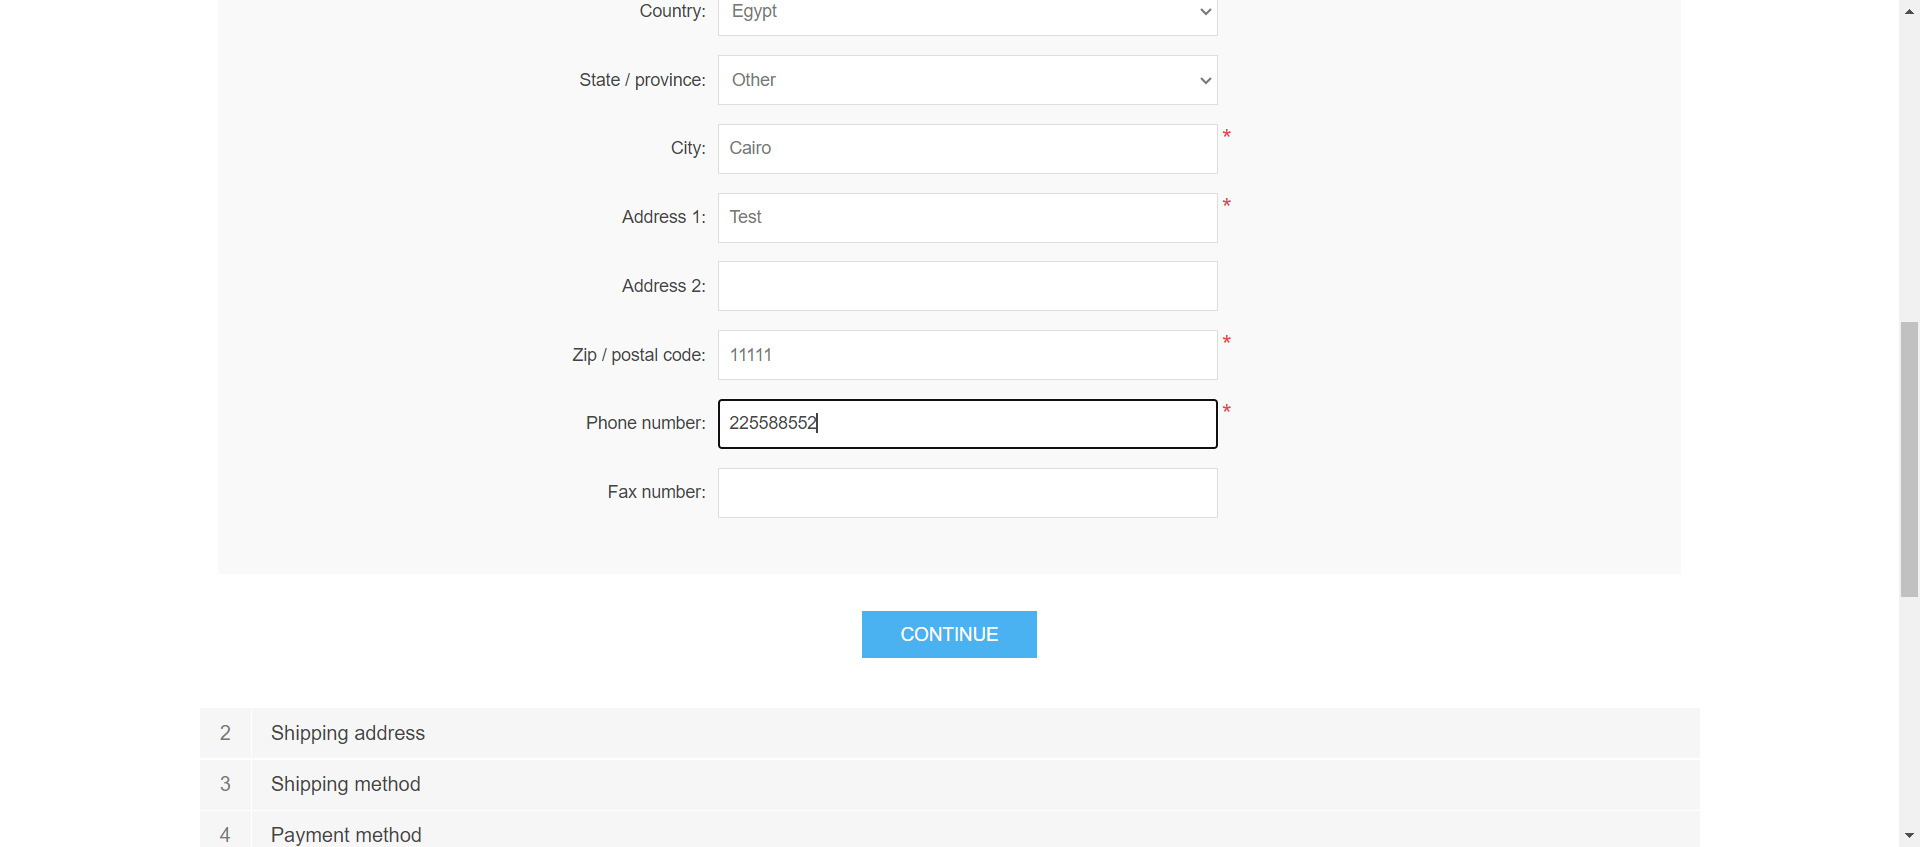 Country: Egypt
State / province: Other
City: Cairo *
Address 1: Test *
Address 2:
Zip / postal code: 11111 *
Phone number: 225588552 *
Fax number:
CONTINUE
2 Shipping address
3 Shipping method
4 Payment method